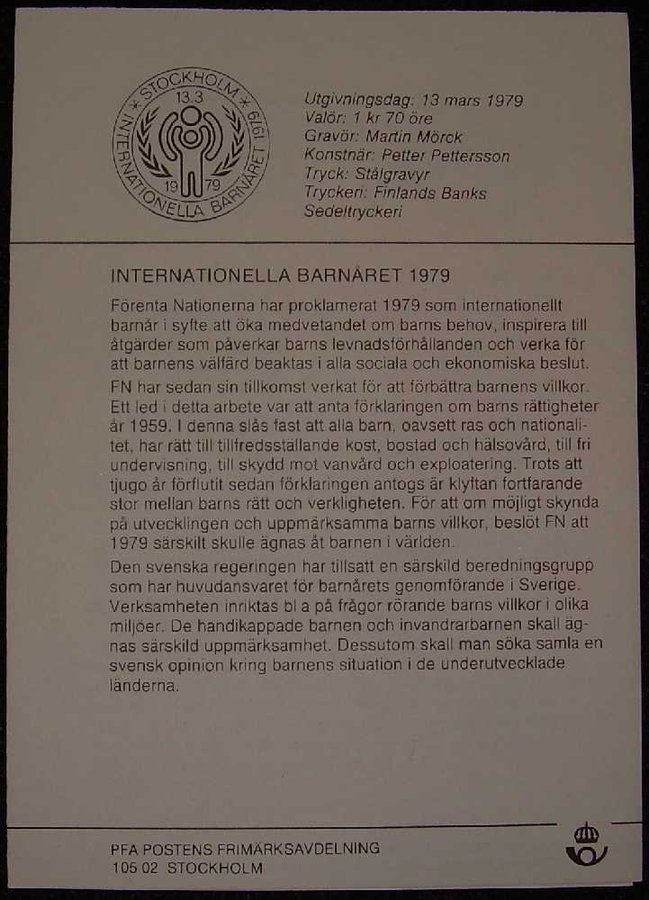 STOCKHOLM
13.3
1979
INTERNATIONELLA BARNÅRET
19 79
Utgivningsdag: 13 mars 1979
Valör: 1 kr 70 öre
Gravör: Martin Mörck
Konstnär: Petter Pettersson
Tryck: Stålgravyr
Tryckeri: Finlands Banks
Sedeltryckeri
INTERNATIONELLA BARNÅRET 1979
Förenta Nationerna har proklamerat 1979 som internationellt
barnår i syfte att öka medvetandet om barns behov, inspirera till
åtgärder som påverkar barns levnadsförhållanden och verka för
att barnens välfärd beaktas i alla sociala och ekonomiska beslut.
FN har sedan sin tillkomst verkat för att förbättra barnens villkor.
Ett led i detta arbete var att anta förklaringen om barns rättigheter
år 1959. I denna slås fast att alla barn, oavsett ras och nationali-
tet, har rätt till tillfredsställande kost, bostad och hälsovård, till fri
undervisning, till skydd mot vanvård och exploatering. Trots att
tjugo år förflutit sedan förklaringen antogs är klyftan fortfarande
stor mellan barns rätt och verkligheten. För att om möjligt skynda
på utvecklingen och uppmärksamma barns villkor, beslöt FN att
1979 särskilt skulle ägnas åt barnen i världen.
Den svenska regeringen har tillsatt en särskild beredningsgrupp
som har huvudansvaret för barnårets genomförande i Sverige.
Verksamheten inriktas bl a på frågor rörande barns villkor i olika
miljöer. De handikappade barnen och invandrarbarnen skall äg-
nas särskild uppmärksamhet. Dessutom skall man söka samla en
svensk opinion kring barnens situation i de underutvecklade
länderna.
PFA POSTENS FRIMÄRKSAVDELNING
105 02 STOCKHOLM